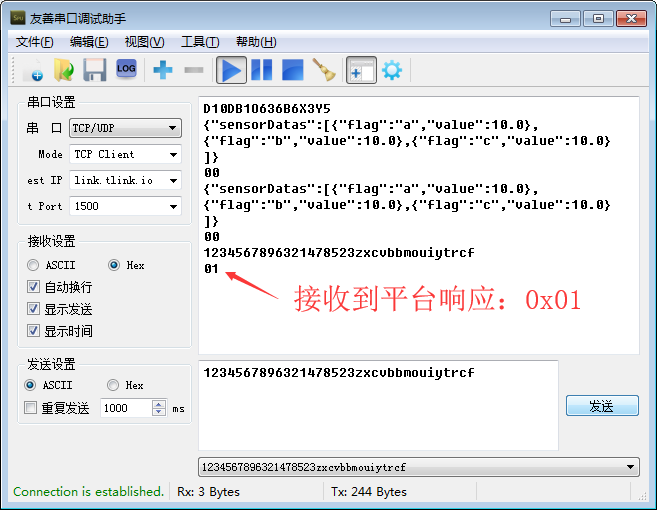 友善串口调试助手
文件(F) 编辑(E) 视图(V) 工具(T) 帮助(H)
LOG
串口设置
串 口 TCP/UDP
Mode TCP Client
est IP link.tlink.io
t Port 1500
接收设置
ASCII Hex
自动换行
显示发送
显示时间
发送设置
ASCII Hex
重复发送 1000 ms
D10DB1O636B6X3Y5
{"sensorDatas":[{"flag":"a","value":10.0},
{"flag":"b","value":10.0},{"flag":"c","value":10.0}
]}
00
{"sensorDatas":[{"flag":"a","value":10.0},
{"flag":"b","value":10.0},{"flag":"c","value":10.0}
]}
00
1234567896321478523zxcvbbmouiytrcf
01
接收到平台响应：0x01
1234567896321478523zxcvbbmouiytrcf
发送
1234567896321478523zxcvbbmouiytrcf
Connection is established. Rx: 3 Bytes Tx: 244 Bytes